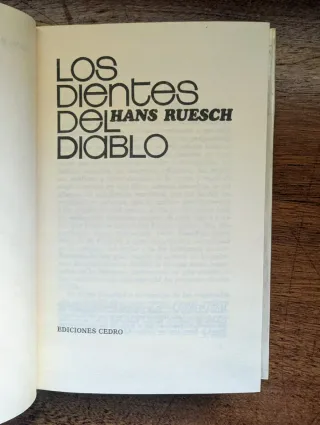 LOS
DIENTES
DEL HANS RUESCH
DIABLO
EDICIONES CEDRO